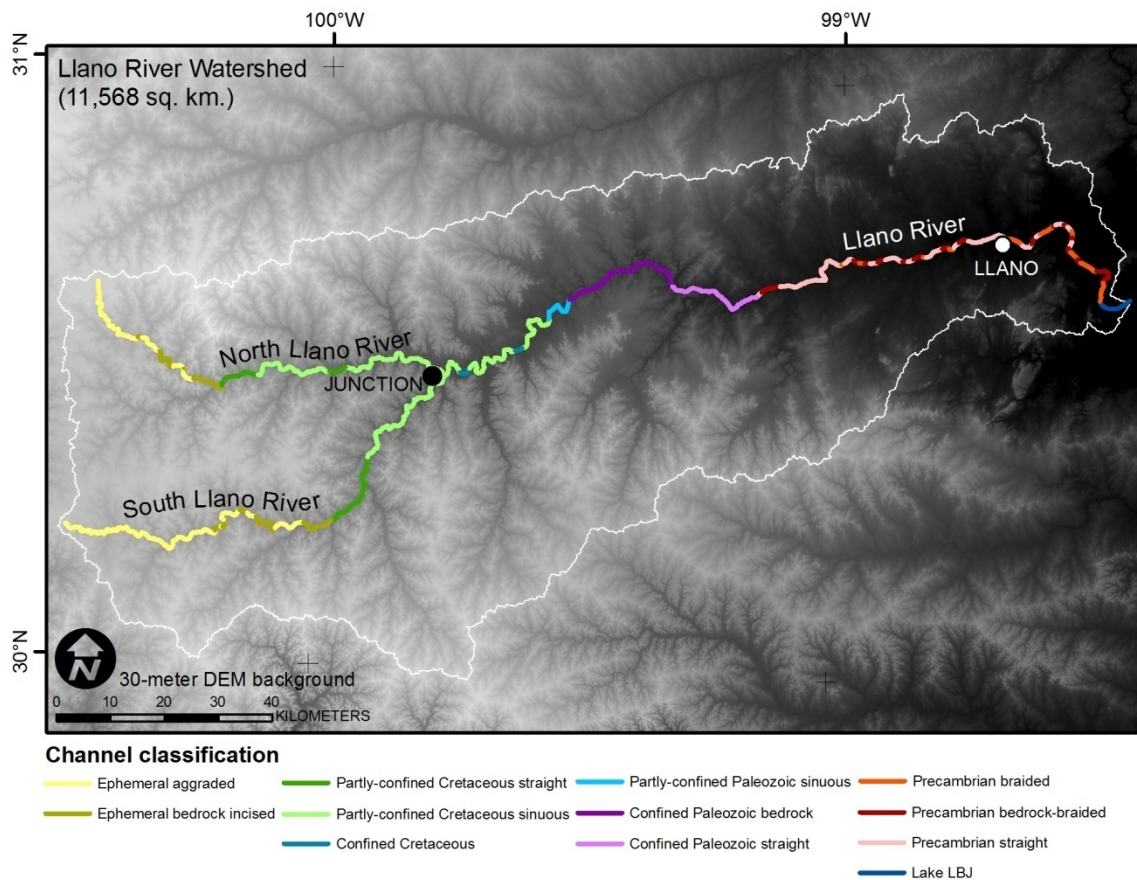 100°W
99°W
31°N
Llano River Watershed
(11,568 sq. km.)
Llano River
LLANO
North Llano River
JUNCTION
South Llano River
30°N
N
30-meter DEM background
0 10 20 30 40
KILOMETERS
Channel classification
Ephemeral aggraded
Ephemeral bedrock incised
Partly-confined Cretaceous straight
Partly-confined Cretaceous sinuous
Confined Cretaceous
Partly-confined Paleozoic sinuous
Confined Paleozoic bedrock
Confined Paleozoic straight
Precambrian braided
Precambrian bedrock-braided
Precambrian straight
Lake LBJ